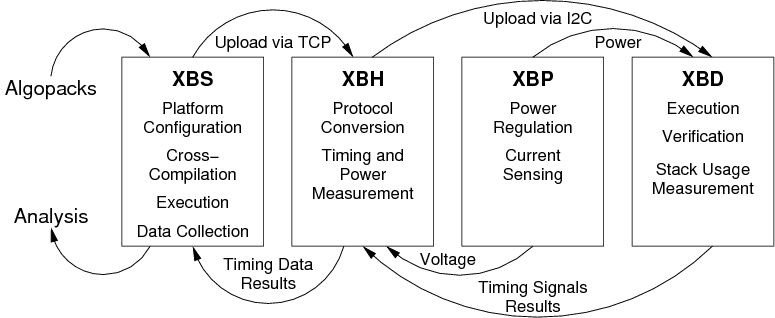 Upload via TCP
Upload via I2C
Power
Algopacks
XBS
Platform
Configuration
Cross-
Compilation
Execution
Data Collection
XBH
Protocol
Conversion
Timing and
Power
Measurement
XBP
Power
Regulation
Current
Sensing
XBD
Execution
Verification
Stack Usage
Measurement
Analysis
Timing Data
Results
Voltage
Timing Signals
Results